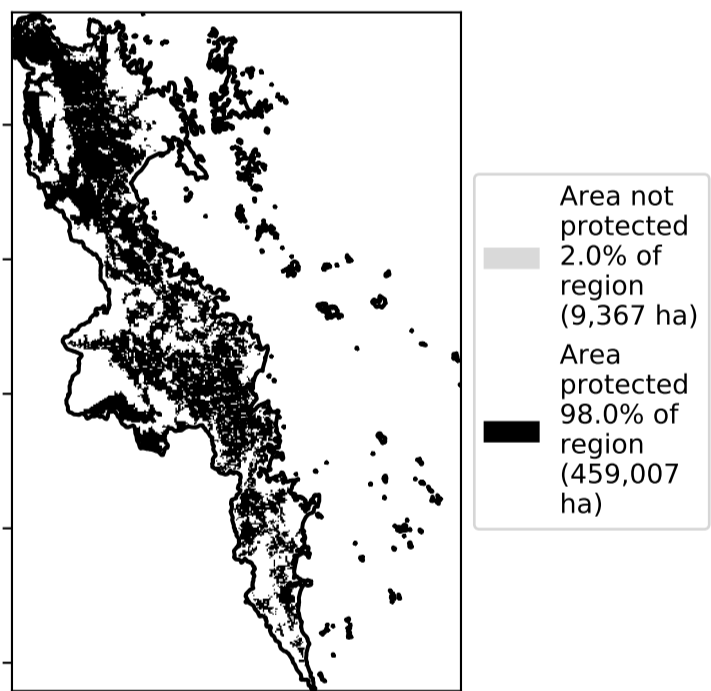 Area not
protected
2.0% of
region
(9,367 ha)
Area
protected
98.0% of
region
(459,007
ha)